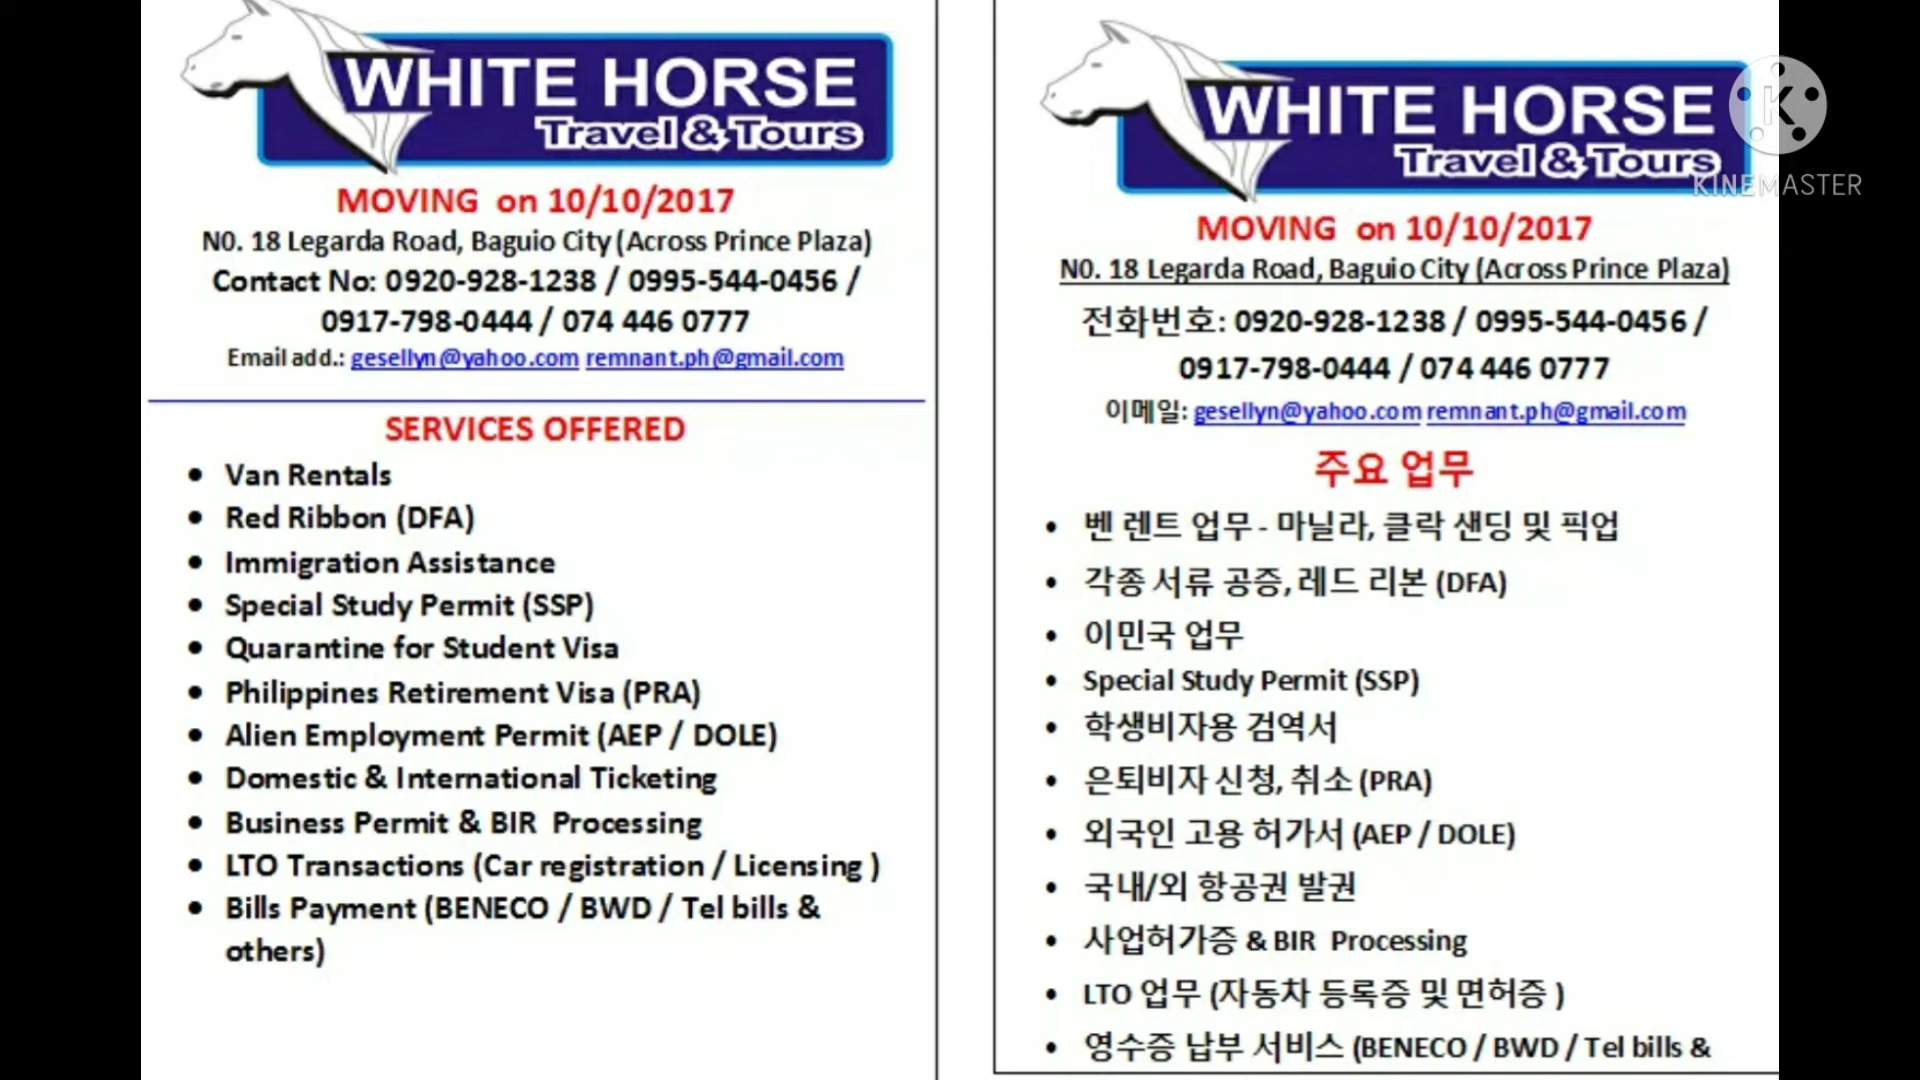 WHITE HORSE
Travel & Tours
MOVING on 10/10/2017
N0. 18 Legarda Road, Baguio City (Across Prince Plaza)
Contact No: 0920-928-1238 / 0995-544-0456 /
0917-798-0444 / 074 446 0777
Email add.: gesellyn@yahoo.com remnant.ph@gmail.com
SERVICES OFFERED
• Van Rentals
• Red Ribbon (DFA)
• Immigration Assistance
• Special Study Permit (SSP)
• Quarantine for Student Visa
• Philippines Retirement Visa (PRA)
• Alien Employment Permit (AEP / DOLE)
• Domestic & International Ticketing
• Business Permit & BIR Processing
• LTO Transactions (Car registration / Licensing )
• Bills Payment (BENECO / BWD / Tel bills &
others)
WHITE HORSE
Travel & Tours
MOVING on 10/10/2017
N0. 18 Legarda Road, Baguio City (Across Prince Plaza)
전화번호: 0920-928-1238 / 0995-544-0456 /
0917-798-0444 / 074 446 0777
이메일: gesellyn@yahoo.com remnant.ph@gmail.com
주요 업무
• 벤 렌트 업무 - 마닐라, 클락 샌딩 및 픽업
• 각종 서류 공증, 레드 리본 (DFA)
• 이민국 업무
• Special Study Permit (SSP)
• 학생비자용 검역서
• 은퇴비자 신청, 취소 (PRA)
• 외국인 고용 허가서 (AEP / DOLE)
• 국내/외 항공권 발권
• 사업허가증 & BIR Processing
• LTO 업무 (자동차 등록증 및 면허증 )
• 영수증 납부 서비스 (BENECO / BWD / Tel bills &
K
KINEMASTER